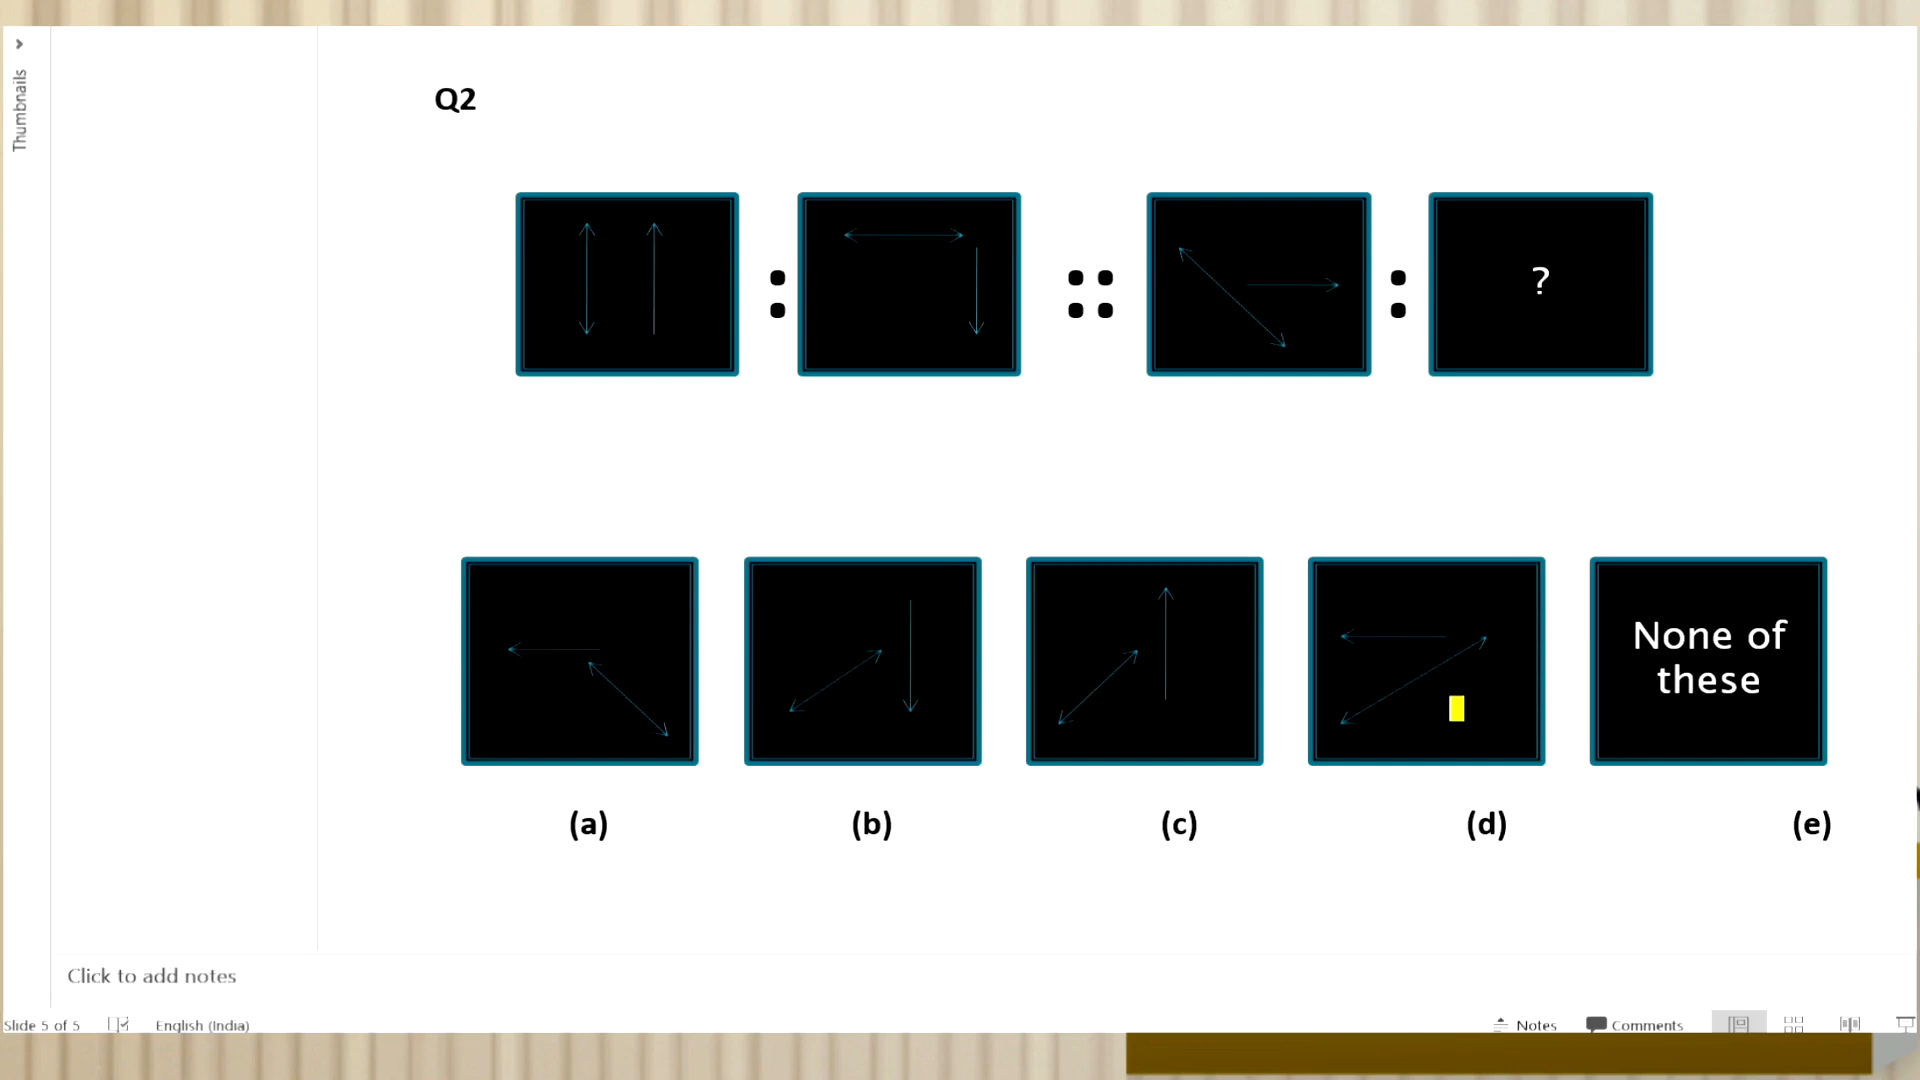 Thumbnails
Q2
:
::
:
?
None of
these
(a)
(b)
(c)
(d)
(e)
Click to add notes
Slide 5 of 5
English (India)
Notes
Comments